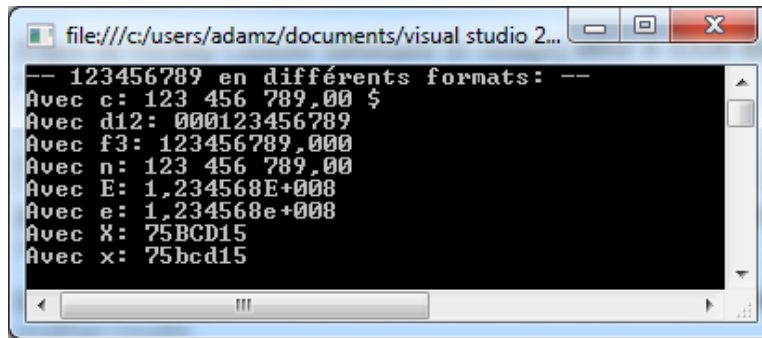 file:///c:/users/adamz/documents/visual studio 2...
-- 123456789 en différents formats: --
Avec c: 123 456 789,00 $
Avec d12: 000123456789
Avec f3: 123456789,000
Avec n: 123 456 789,00
Avec E: 1,234568E+008
Avec e: 1,234568e+008
Avec X: 75BCD15
Avec x: 75bcd15